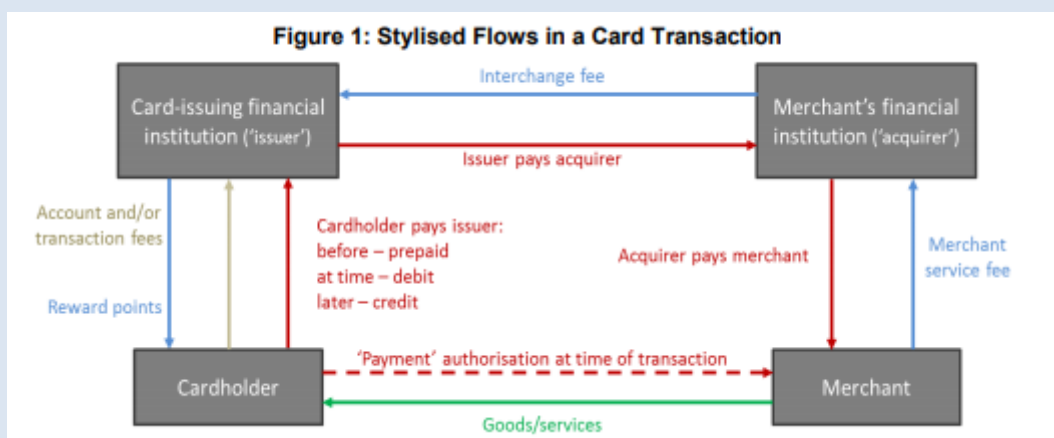 Figure 1: Stylised Flows in a Card Transaction
Card-issuing financial
institution ('issuer')
Interchange fee
Merchant's financial
institution ('acquirer')
Issuer pays acquirer
Account and/or
transaction fees
Cardholder pays issuer:
before – prepaid
at time – debit
later – credit
Acquirer pays merchant
Merchant
service fee
Reward points
Cardholder
'Payment' authorisation at time of transaction
Merchant
Goods/services